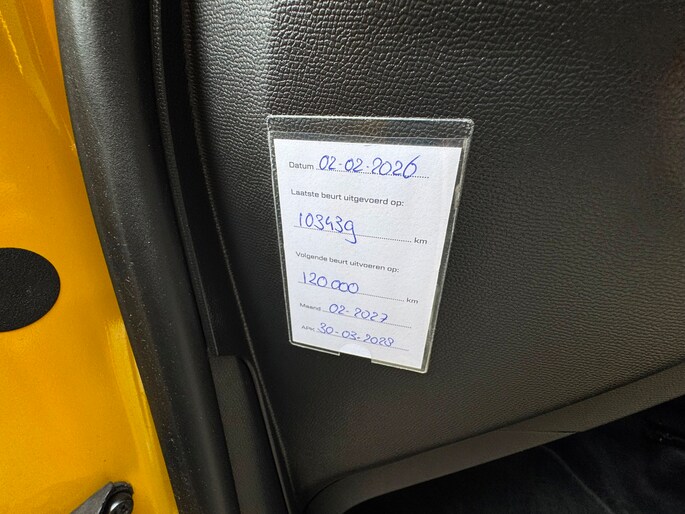 Datum 02-02-2026
Laatste beurt uitgevoerd op:
103439 km
Volgende beurt uitvoeren op:
120.000 km
Maand 02-2027
APK 30-03-2028